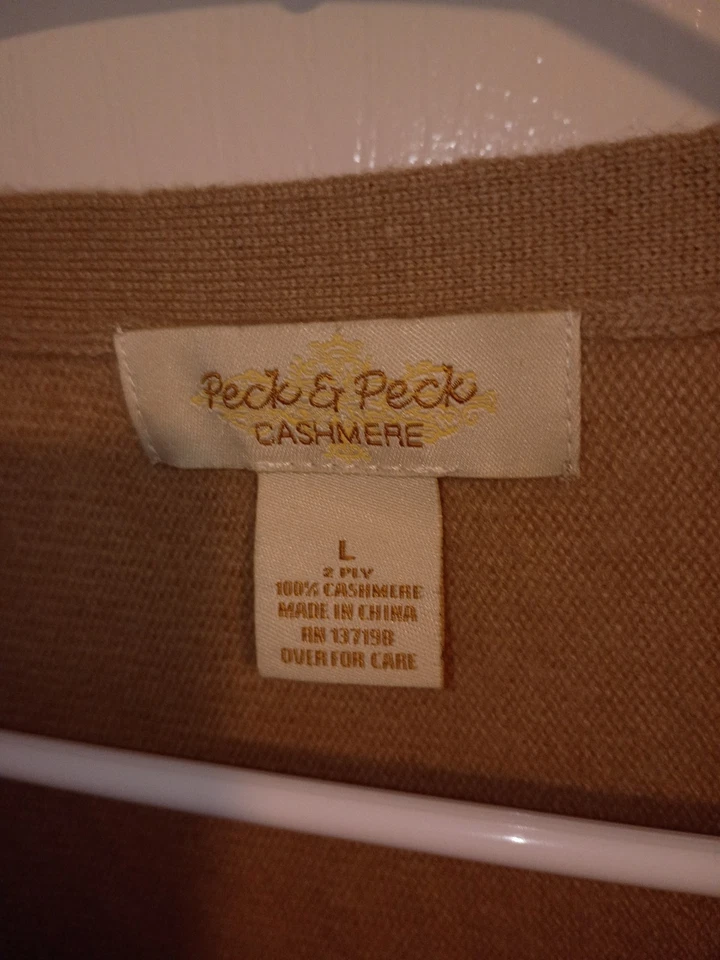 Peck & Peck
CASHMERE
L
2 PLY
100% CASHMERE
MADE IN CHINA
RN 137198
OVER FOR CARE